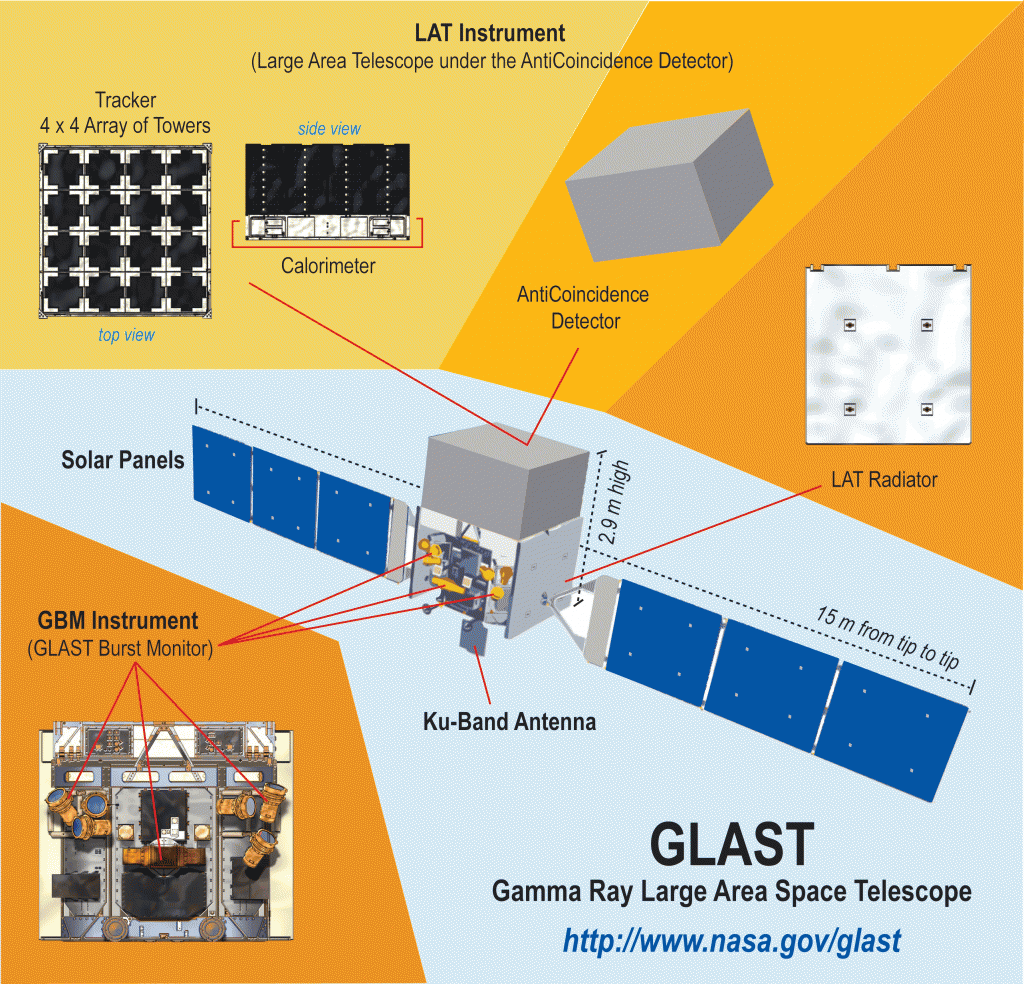 LAT Instrument
(Large Area Telescope under the AntiCoincidence Detector)
Tracker
4 x 4 Array of Towers
side view
Calorimeter
top view
AntiCoincidence
Detector
LAT Radiator
Solar Panels
2.9 m high
15 m from tip to tip
GBM Instrument
(GLAST Burst Monitor)
Ku-Band Antenna
GLAST
Gamma Ray Large Area Space Telescope
http://www.nasa.gov/glast